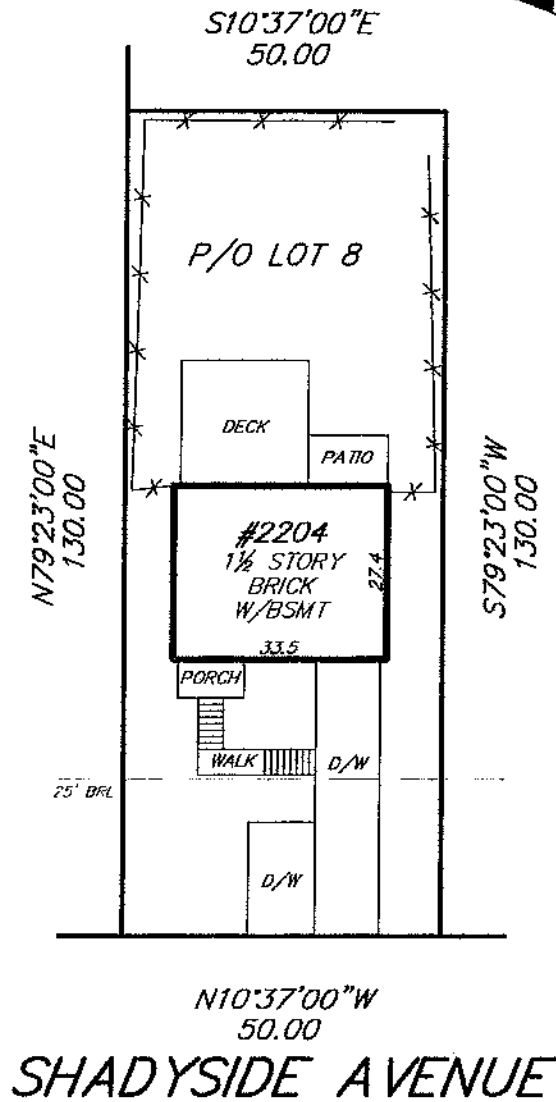 S10°37'00"E
50.00
P/O LOT 8
DECK
PATIO
N79°23'00"E
130.00
S79°23'00"W
130.00
#2204
1½ STORY
BRICK
W/BSMT
27.4
33.5
PORCH
WALK
D/W
25' BRL
D/W
N10°37'00"W
50.00
SHADYSIDE AVENUE